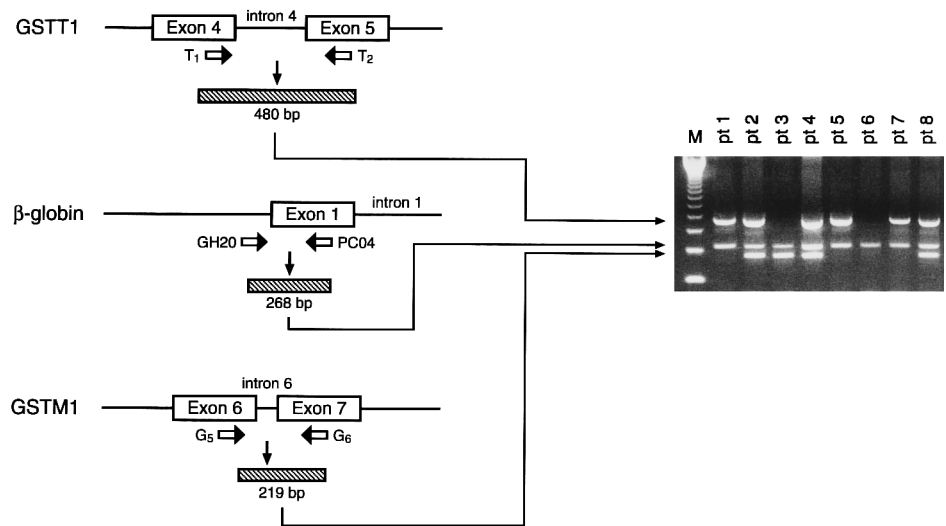 GSTT1
Exon 4
intron 4
Exon 5
T1
T2
480 bp
β-globin
Exon 1
intron 1
GH20
PC04
268 bp
GSTM1
intron 6
Exon 6
Exon 7
G5
G6
219 bp
M
pt 1
pt 2
pt 3
pt 4
pt 5
pt 6
pt 7
pt 8